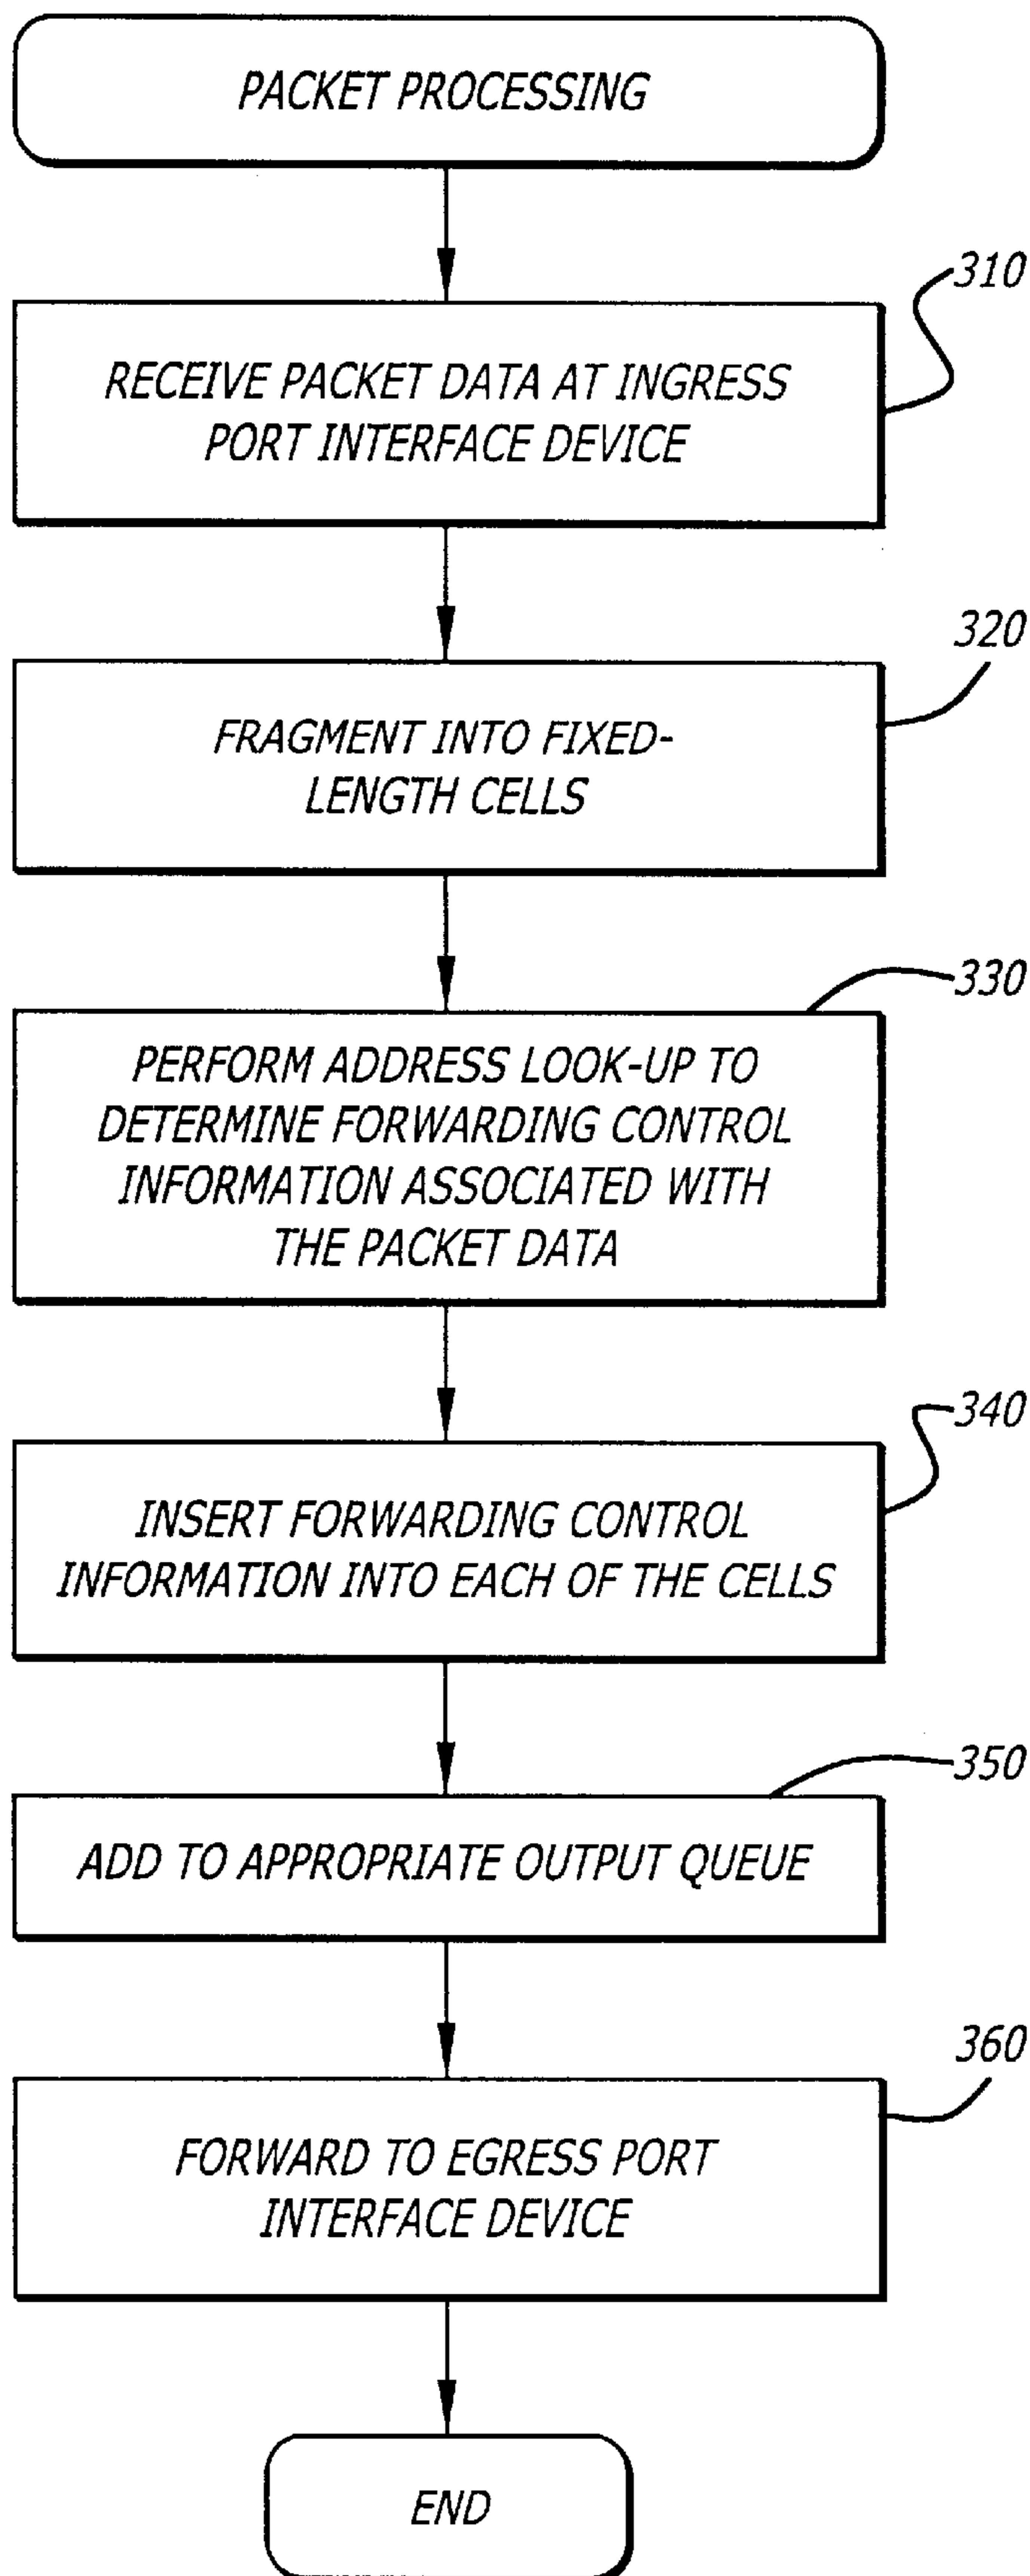 PACKET PROCESSING
310
RECEIVE PACKET DATA AT INGRESS
PORT INTERFACE DEVICE
320
FRAGMENT INTO FIXED-
LENGTH CELLS
330
PERFORM ADDRESS LOOK-UP TO
DETERMINE FORWARDING CONTROL
INFORMATION ASSOCIATED WITH
THE PACKET DATA
340
INSERT FORWARDING CONTROL
INFORMATION INTO EACH OF THE CELLS
350
ADD TO APPROPRIATE OUTPUT QUEUE
360
FORWARD TO EGRESS PORT
INTERFACE DEVICE
END